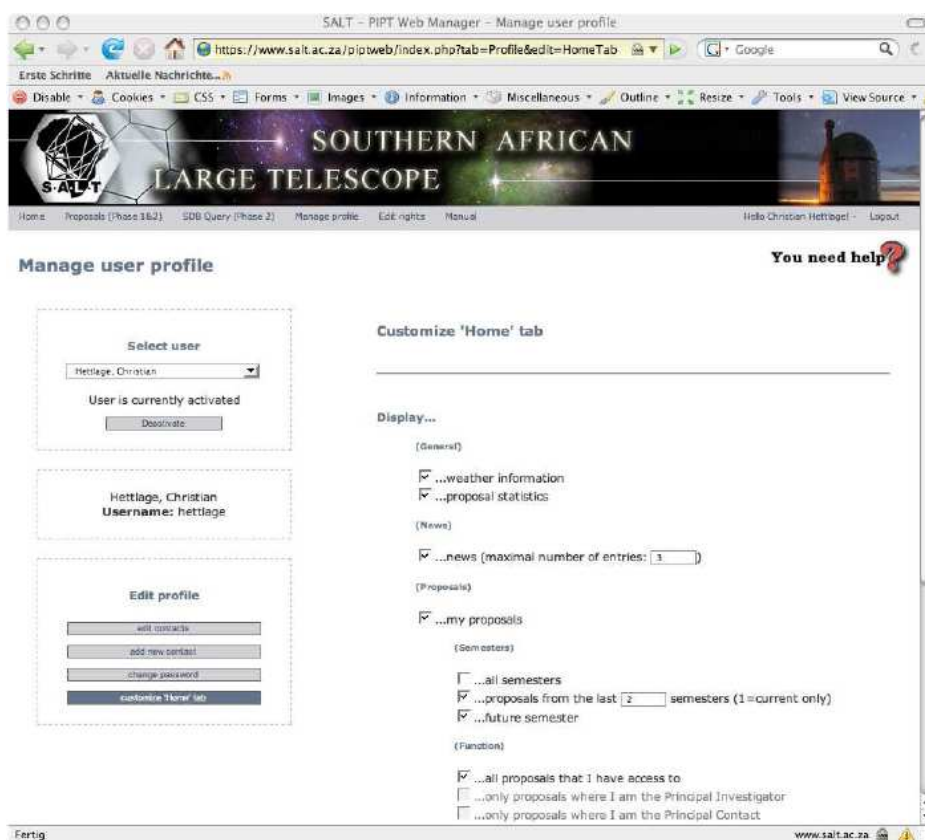 SALT - PIPT Web Manager - Manage user profile
https://www.salt.ac.za/piptweb/index.php?tab=Profile&edit=HomeTab
Google
Erste Schritte Aktuelle Nachrichte...
Disable Cookies CSS Forms Images Information Miscellaneous Outline Resize Tools View Source
SOUTHERN AFRICAN
LARGE TELESCOPE
S·A·L·T
Home Proposals (Phase 1&2) SDB Query (Phase 2) Manage profile Edit rights Manual Hello Christian Hettlage! - Logout
Manage user profile
You need help?
Select user
Hettlage, Christian
User is currently activated
Deactivate
Hettlage, Christian
Username: hettlage
Edit profile
edit contacts
add new contact
change password
customize 'Home' tab
Customize 'Home' tab
Display...
(General)
...weather information
...proposal statistics
(News)
...news (maximal number of entries: 3 )
(Proposals)
...my proposals
(Semesters)
...all semesters
...proposals from the last 2 semesters (1=current only)
...future semester
(Function)
...all proposals that I have access to
...only proposals where I am the Principal Investigator
...only proposals where I am the Principal Contact
Fertig
www.salt.ac.za